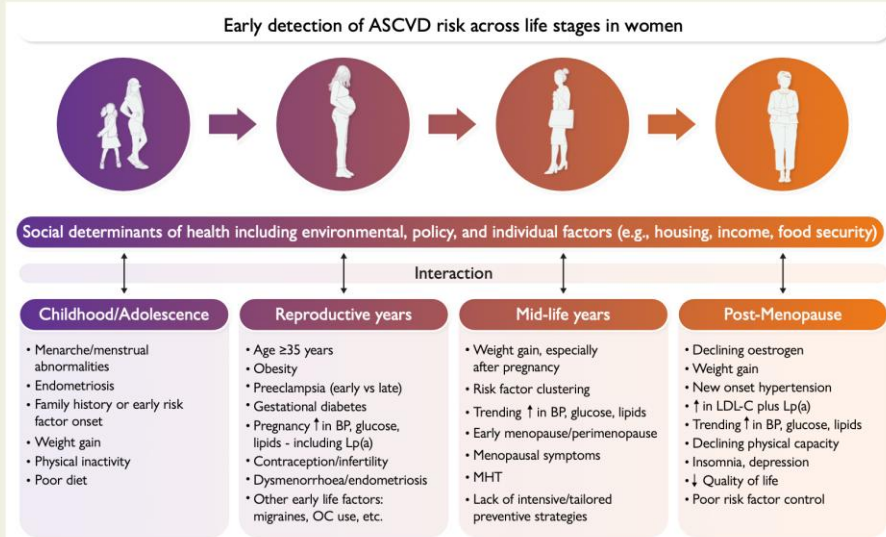 Early detection of ASCVD risk across life stages in women
Social determinants of health including environmental, policy, and individual factors (e.g., housing, income, food security)
Interaction
Childhood/Adolescence
• Menarche/menstrual
abnormalities
• Endometriosis
• Family history or early risk
factor onset
• Weight gain
• Physical inactivity
• Poor diet
Reproductive years
• Age ≥35 years
• Obesity
• Preeclampsia (early vs late)
• Gestational diabetes
• Pregnancy ↑ in BP, glucose,
lipids - including Lp(a)
• Contraception/infertility
• Dysmenorrhoea/endometriosis
• Other early life factors:
migraines, OC use, etc.
Mid-life years
• Weight gain, especially
after pregnancy
• Risk factor clustering
• Trending ↑ in BP, glucose, lipids
• Early menopause/perimenopause
• Menopausal symptoms
• MHT
• Lack of intensive/tailored
preventive strategies
Post-Menopause
• Declining oestrogen
• Weight gain
• New onset hypertension
• ↑ in LDL-C plus Lp(a)
• Trending ↑ in BP, glucose, lipids
• Declining physical capacity
• Insomnia, depression
• ↓ Quality of life
• Poor risk factor control